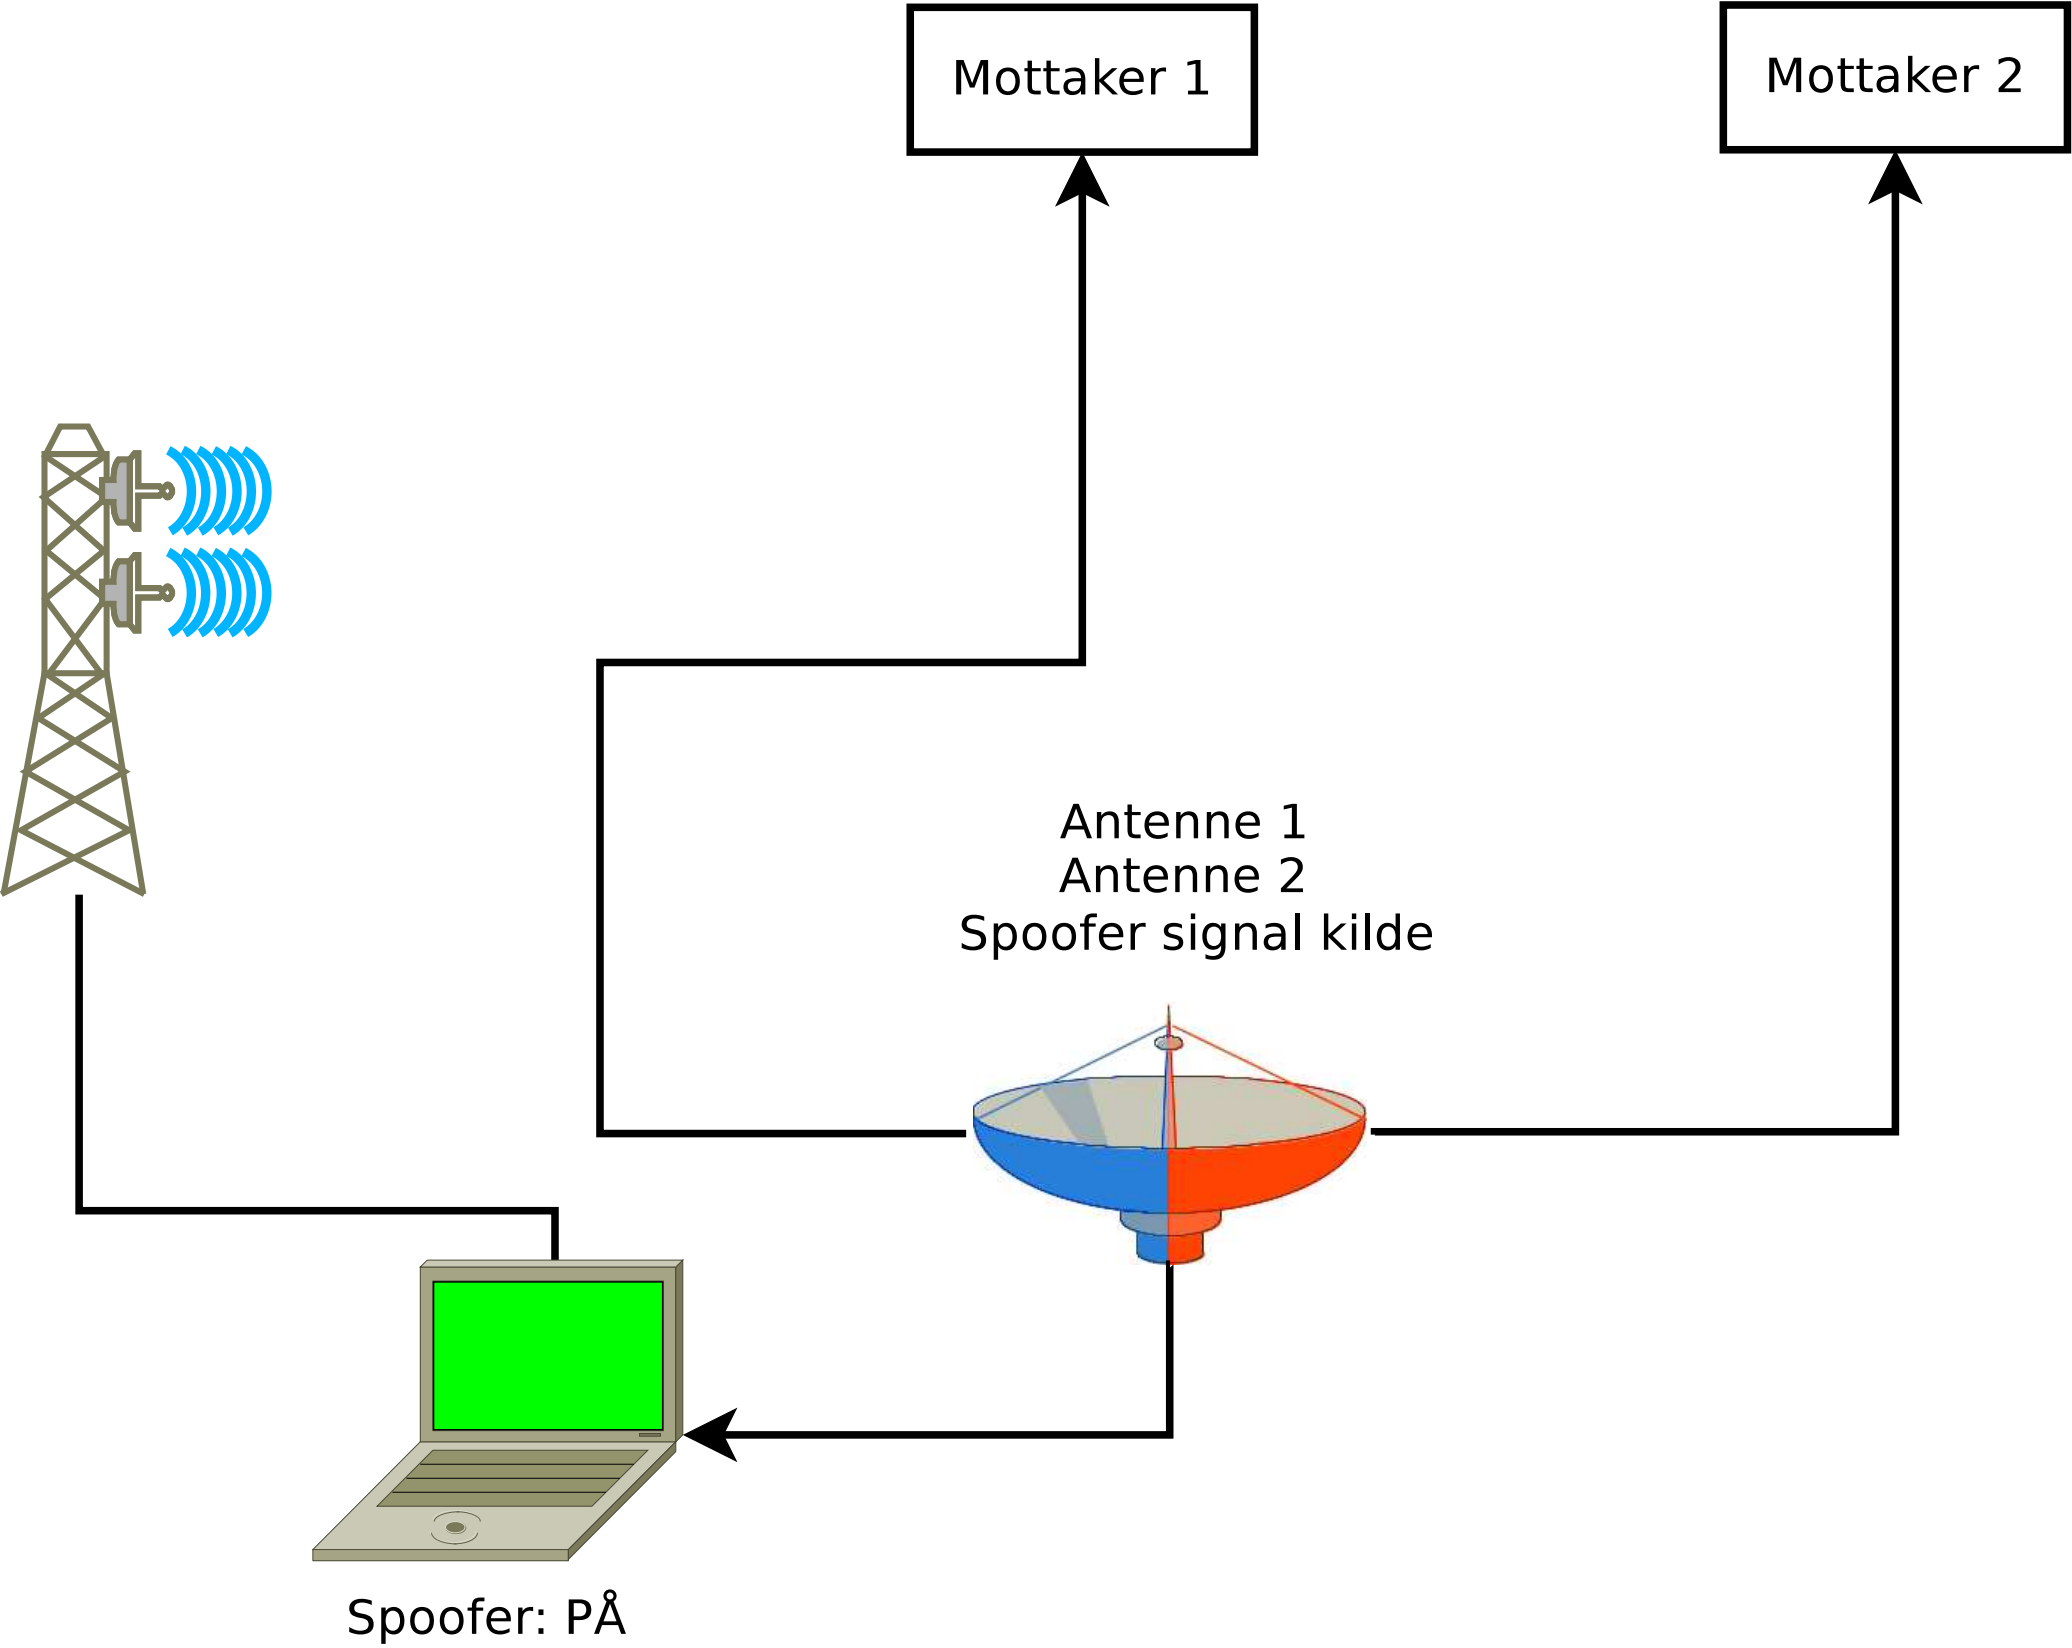 Mottaker 1
Mottaker 2
Antenne 1
Antenne 2
Spoofer signal kilde
Spoofer: PÅ